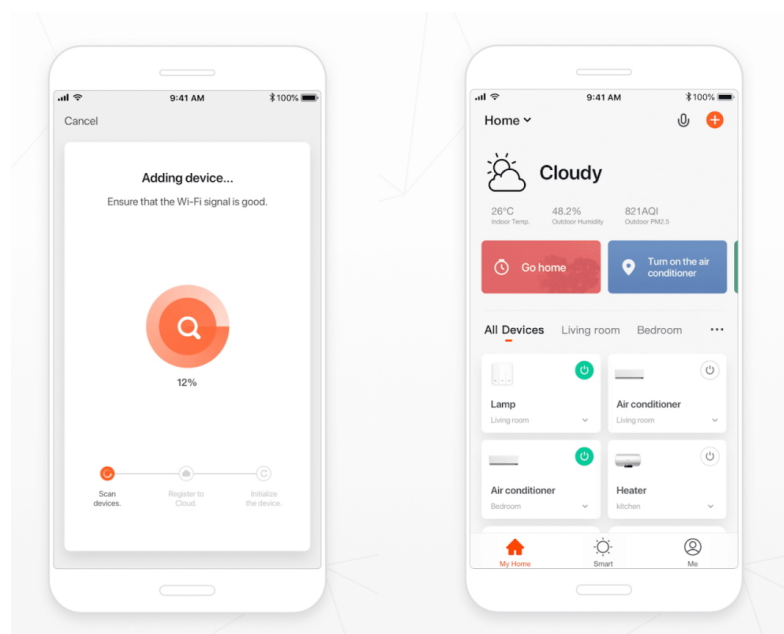 9:41 AM
100%
Cancel
Adding device...
Ensure that the Wi-Fi signal is good.
12%
Scan devices.
Register to Cloud.
Initialize the device.
9:41 AM
100%
Home
Cloudy
26°C
48.2%
821AQI
Indoor Temp.
Outdoor Humidity
Outdoor PM2.5
Go home
Turn on the air
conditioner
All Devices
Living room
Bedroom
Lamp
Living room
Air conditioner
Living room
Air conditioner
Bedroom
Heater
kitchen
My Home
Smart
Me